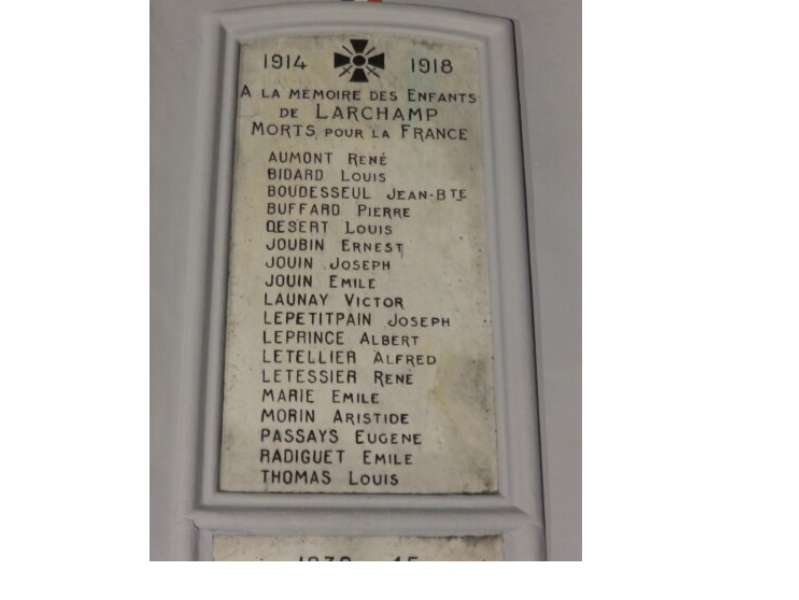 1914 1918
A LA MEMOIRE DES ENFANTS
DE LARCHAMP
MORTS POUR LA FRANCE
AUMONT RENÉ
BIDARD LOUIS
BOUDESSEUL JEAN-BTE
BUFFARD PIERRE
DESERT LOUIS
JOUBIN ERNEST
JOUIN JOSEPH
JOUIN EMILE
LAUNAY VICTOR
LEPETITPAIN JOSEPH
LEPRINCE ALBERT
LETELLIER ALFRED
LETESSIER RENÉ
MARIE EMILE
MORIN ARISTIDE
PASSAYS EUGENE
RADIGUET EMILE
THOMAS LOUIS